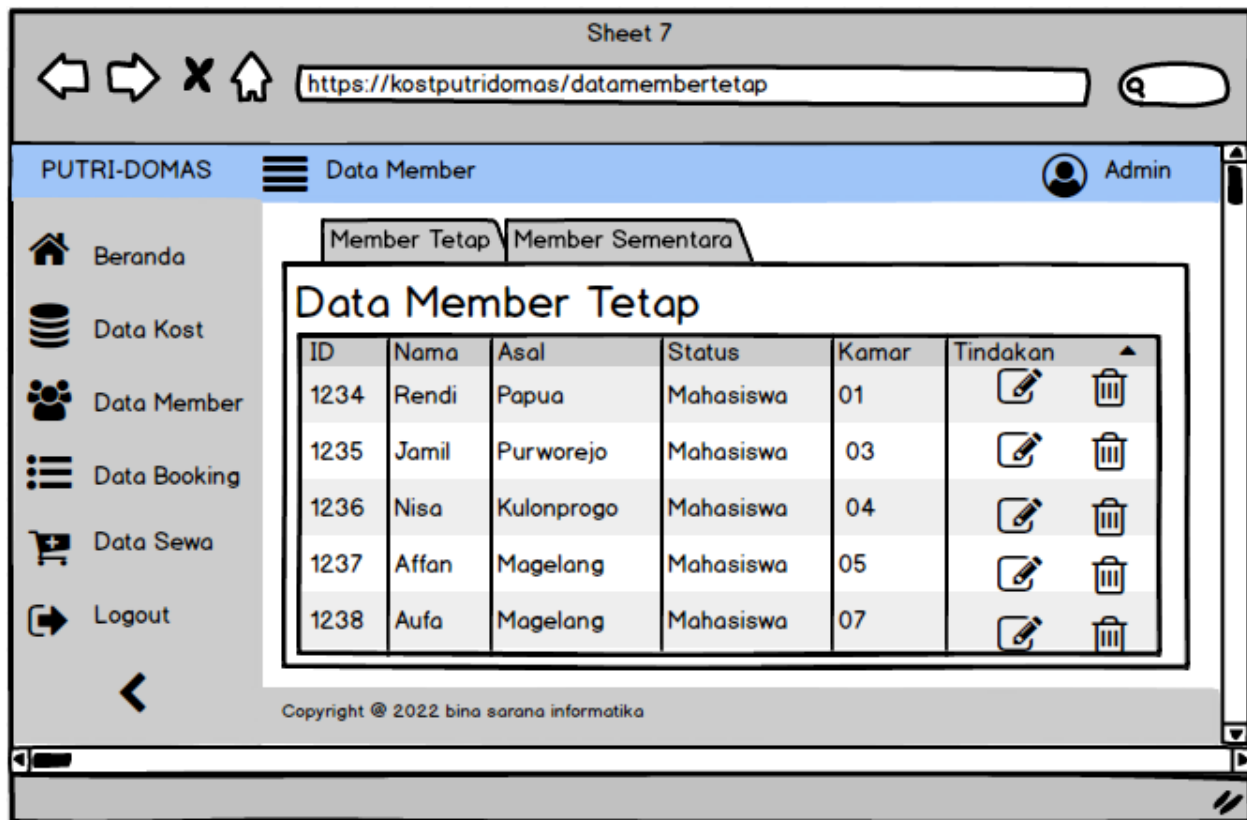 Sheet 7
https://kostputridomas/datamembertetap
PUTRI-DOMAS Data Member Admin
Beranda
Data Kost
Data Member
Data Booking
Data Sewa
Logout
Member Tetap Member Sementara
Data Member Tetap
ID Nama Asal Status Kamar Tindakan
1234 Rendi Papua Mahasiswa 01
1235 Jamil Purworejo Mahasiswa 03
1236 Nisa Kulonprogo Mahasiswa 04
1237 Affan Magelang Mahasiswa 05
1238 Aufa Magelang Mahasiswa 07
Copyright @ 2022 bina sarana informatika